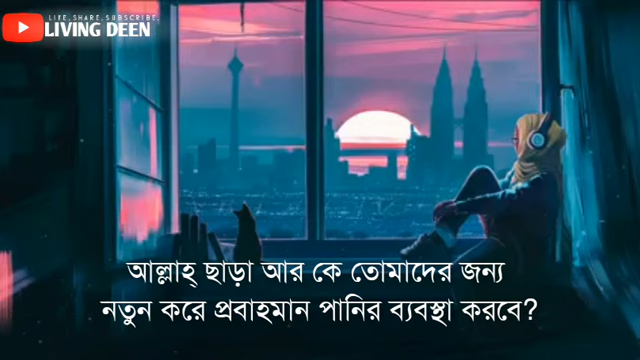 LIFE.SHARE.SUBSCRIBE.
LIVING DEEN
আল্লাহ্ ছাড়া আর কে তোমাদের জন্য
নতুন করে প্রবাহমান পানির ব্যবস্থা করবে?